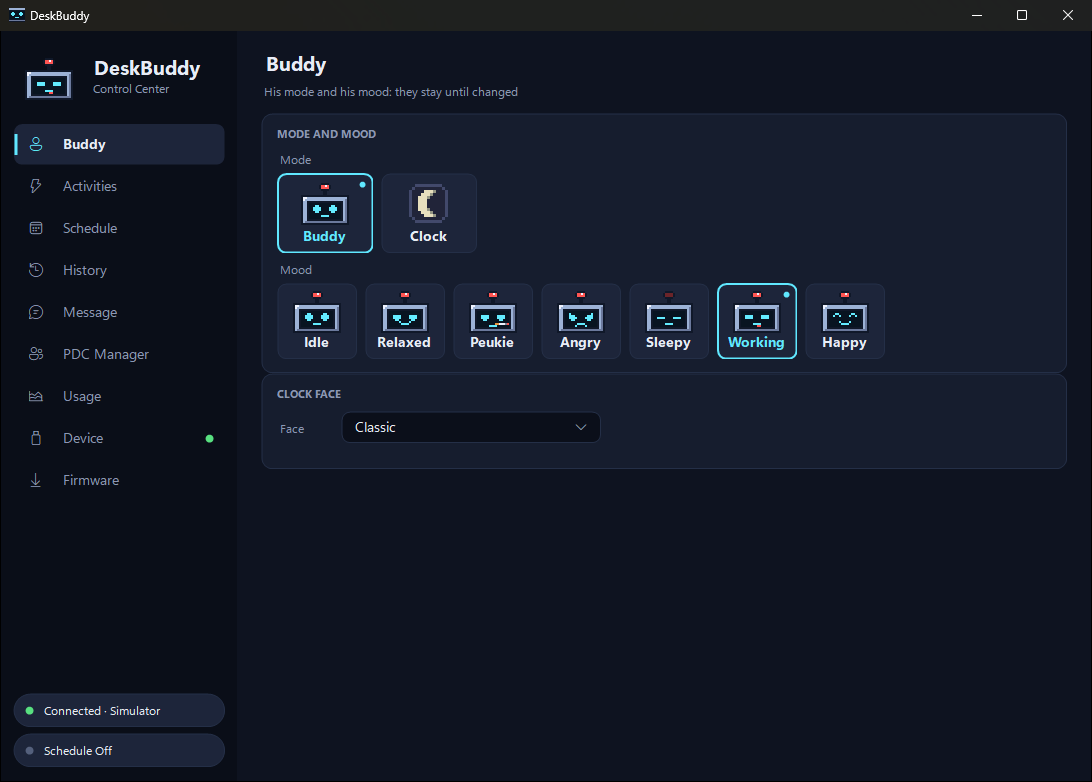 DeskBuddy
DeskBuddy
Control Center
Buddy
Activities
Schedule
History
Message
PDC Manager
Usage
Device
Firmware
Connected · Simulator
Schedule Off
Buddy
His mode and his mood: they stay until changed
MODE AND MOOD
Mode
Buddy Clock
Mood
Idle Relaxed Peukie Angry Sleepy Working Happy
CLOCK FACE
Face Classic